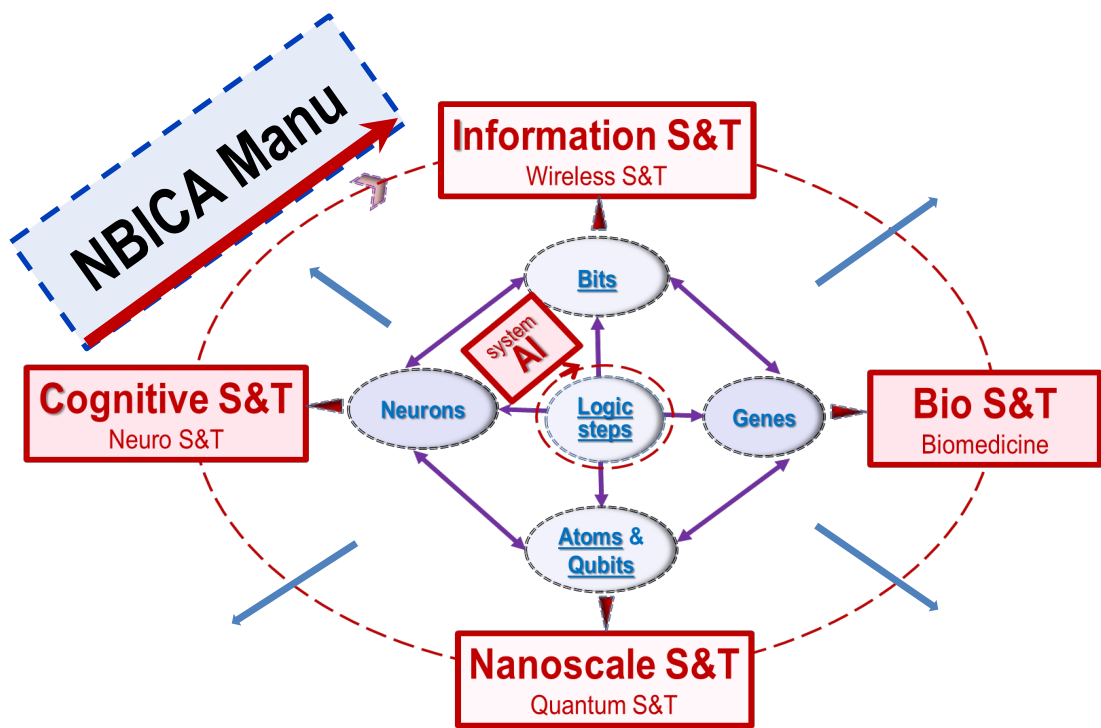 NBICA Manu
Information S&T
Wireless S&T
Bits
system
AI
Cognitive S&T
Neuro S&T
Neurons
Logic
steps
Genes
Bio S&T
Biomedicine
Atoms &
Qubits
Nanoscale S&T
Quantum S&T